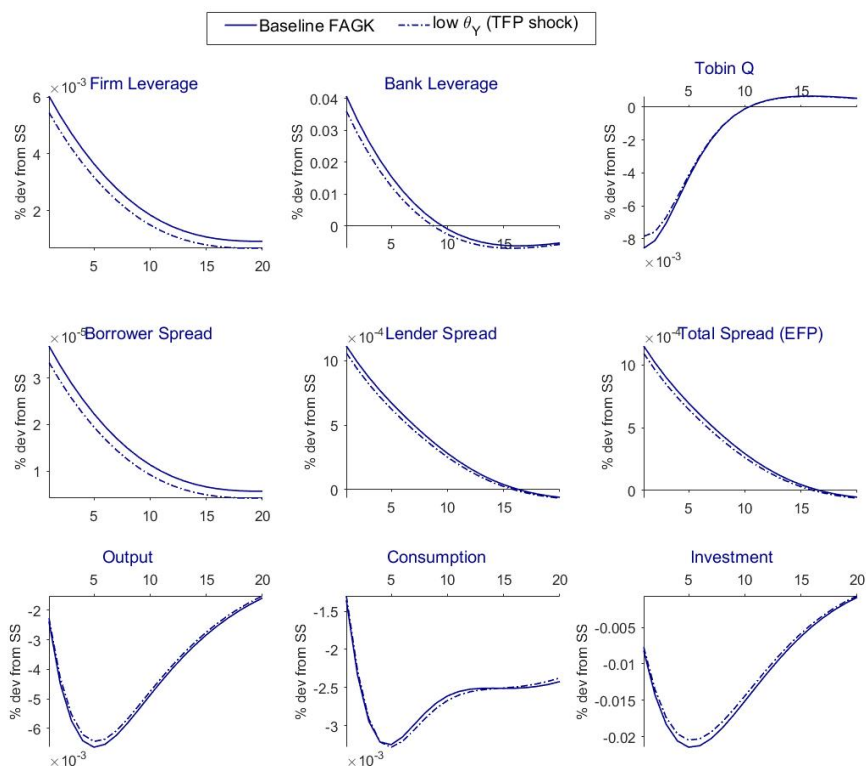 Baseline FAGK low θ_Y (TFP shock)
Firm Leverage
×10⁻³
6
4
2
5 10 15 20
% dev from SS
Bank Leverage
0.04
0.03
0.02
0.01
0
5 10 15
% dev from SS
Tobin Q
5 15
0
-2
-4
-6
-8
×10⁻³
% dev from SS
Borrower Spread
×10⁻⁵
3
2
1
5 10 15 20
% dev from SS
Lender Spread
×10⁻⁴
10
5
0
5 10 15
% dev from SS
Total Spread (EFP)
×10⁻⁴
10
5
0
5 10 15
% dev from SS
Output
5 10 15 20
-2
-3
-4
-5
-6
×10⁻³
% dev from SS
Consumption
5 10 15 20
-1.5
-2
-2.5
-3
×10⁻³
% dev from SS
Investment
5 10 15 20
-0.005
-0.01
-0.015
-0.02
% dev from SS